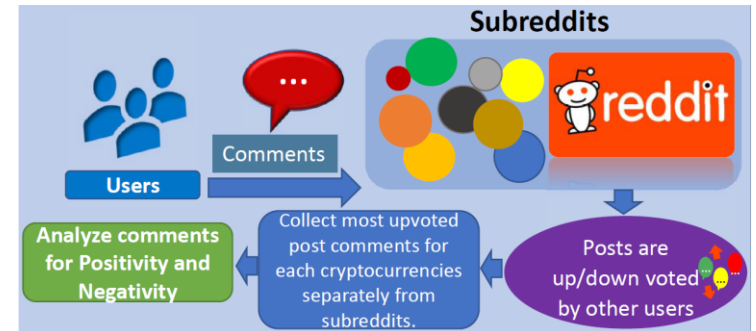 Subreddits
...
reddit
Comments
Users
Posts are
up/down voted
by other users
Collect most upvoted
post comments for
each cryptocurrencies
separately from
subreddits.
Analyze comments
for Positivity and
Negativity